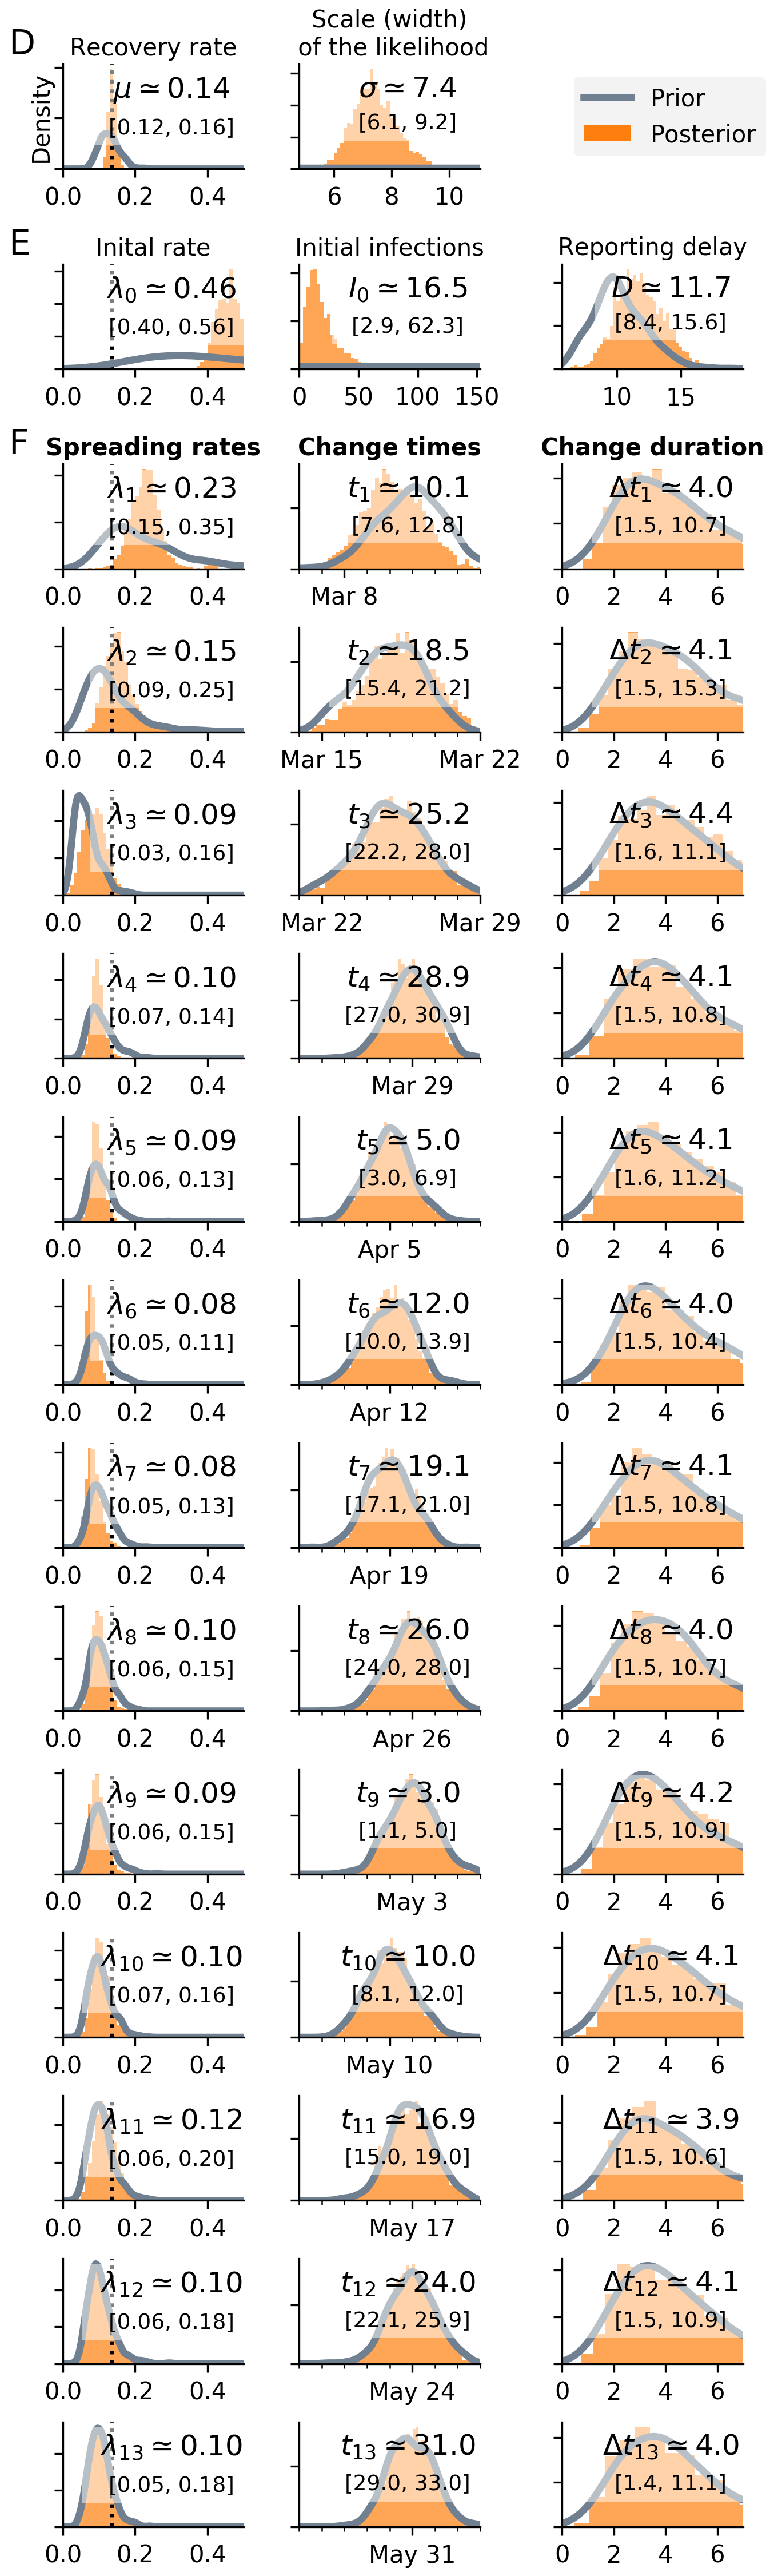 D
Recovery rate
Scale (width)
of the likelihood
Density
μ ≃ 0.14
[0.12, 0.16]
0.0 0.2 0.4
σ ≃ 7.4
[6.1, 9.2]
6 8 10
Prior
Posterior
E
Inital rate
λ0 ≃ 0.46
[0.40, 0.56]
0.0 0.2 0.4
Initial infections
I0 ≃ 16.5
[2.9, 62.3]
0 50 100 150
Reporting delay
D ≃ 11.7
[8.4, 15.6]
10 15
F
Spreading rates Change times Change duration
λ1 ≃ 0.23 t1 ≃ 10.1 Δt1 ≃ 4.0
[0.15, 0.35] [7.6, 12.8] [1.5, 10.7]
0.0 0.2 0.4 Mar 8 0 2 4 6
λ2 ≃ 0.15 t2 ≃ 18.5 Δt2 ≃ 4.1
[0.09, 0.25] [15.4, 21.2] [1.5, 15.3]
0.0 0.2 0.4 Mar 15 Mar 22 0 2 4 6
λ3 ≃ 0.09 t3 ≃ 25.2 Δt3 ≃ 4.4
[0.03, 0.16] [22.2, 28.0] [1.6, 11.1]
0.0 0.2 0.4 Mar 22 Mar 29 0 2 4 6
λ4 ≃ 0.10 t4 ≃ 28.9 Δt4 ≃ 4.1
[0.07, 0.14] [27.0, 30.9] [1.5, 10.8]
0.0 0.2 0.4 Mar 29 0 2 4 6
λ5 ≃ 0.09 t5 ≃ 5.0 Δt5 ≃ 4.1
[0.06, 0.13] [3.0, 6.9] [1.6, 11.2]
0.0 0.2 0.4 Apr 5 0 2 4 6
λ6 ≃ 0.08 t6 ≃ 12.0 Δt6 ≃ 4.0
[0.05, 0.11] [10.0, 13.9] [1.5, 10.4]
0.0 0.2 0.4 Apr 12 0 2 4 6
λ7 ≃ 0.08 t7 ≃ 19.1 Δt7 ≃ 4.1
[0.05, 0.13] [17.1, 21.0] [1.5, 10.8]
0.0 0.2 0.4 Apr 19 0 2 4 6
λ8 ≃ 0.10 t8 ≃ 26.0 Δt8 ≃ 4.0
[0.06, 0.15] [24.0, 28.0] [1.5, 10.7]
0.0 0.2 0.4 Apr 26 0 2 4 6
λ9 ≃ 0.09 t9 ≃ 3.0 Δt9 ≃ 4.2
[0.06, 0.15] [1.1, 5.0] [1.5, 10.9]
0.0 0.2 0.4 May 3 0 2 4 6
λ10 ≃ 0.10 t10 ≃ 10.0 Δt10 ≃ 4.1
[0.07, 0.16] [8.1, 12.0] [1.5, 10.7]
0.0 0.2 0.4 May 10 0 2 4 6
λ11 ≃ 0.12 t11 ≃ 16.9 Δt11 ≃ 3.9
[0.06, 0.20] [15.0, 19.0] [1.5, 10.6]
0.0 0.2 0.4 May 17 0 2 4 6
λ12 ≃ 0.10 t12 ≃ 24.0 Δt12 ≃ 4.1
[0.06, 0.18] [22.1, 25.9] [1.5, 10.9]
0.0 0.2 0.4 May 24 0 2 4 6
λ13 ≃ 0.10 t13 ≃ 31.0 Δt13 ≃ 4.0
[0.05, 0.18] [29.0, 33.0] [1.4, 11.1]
0.0 0.2 0.4 May 31 0 2 4 6